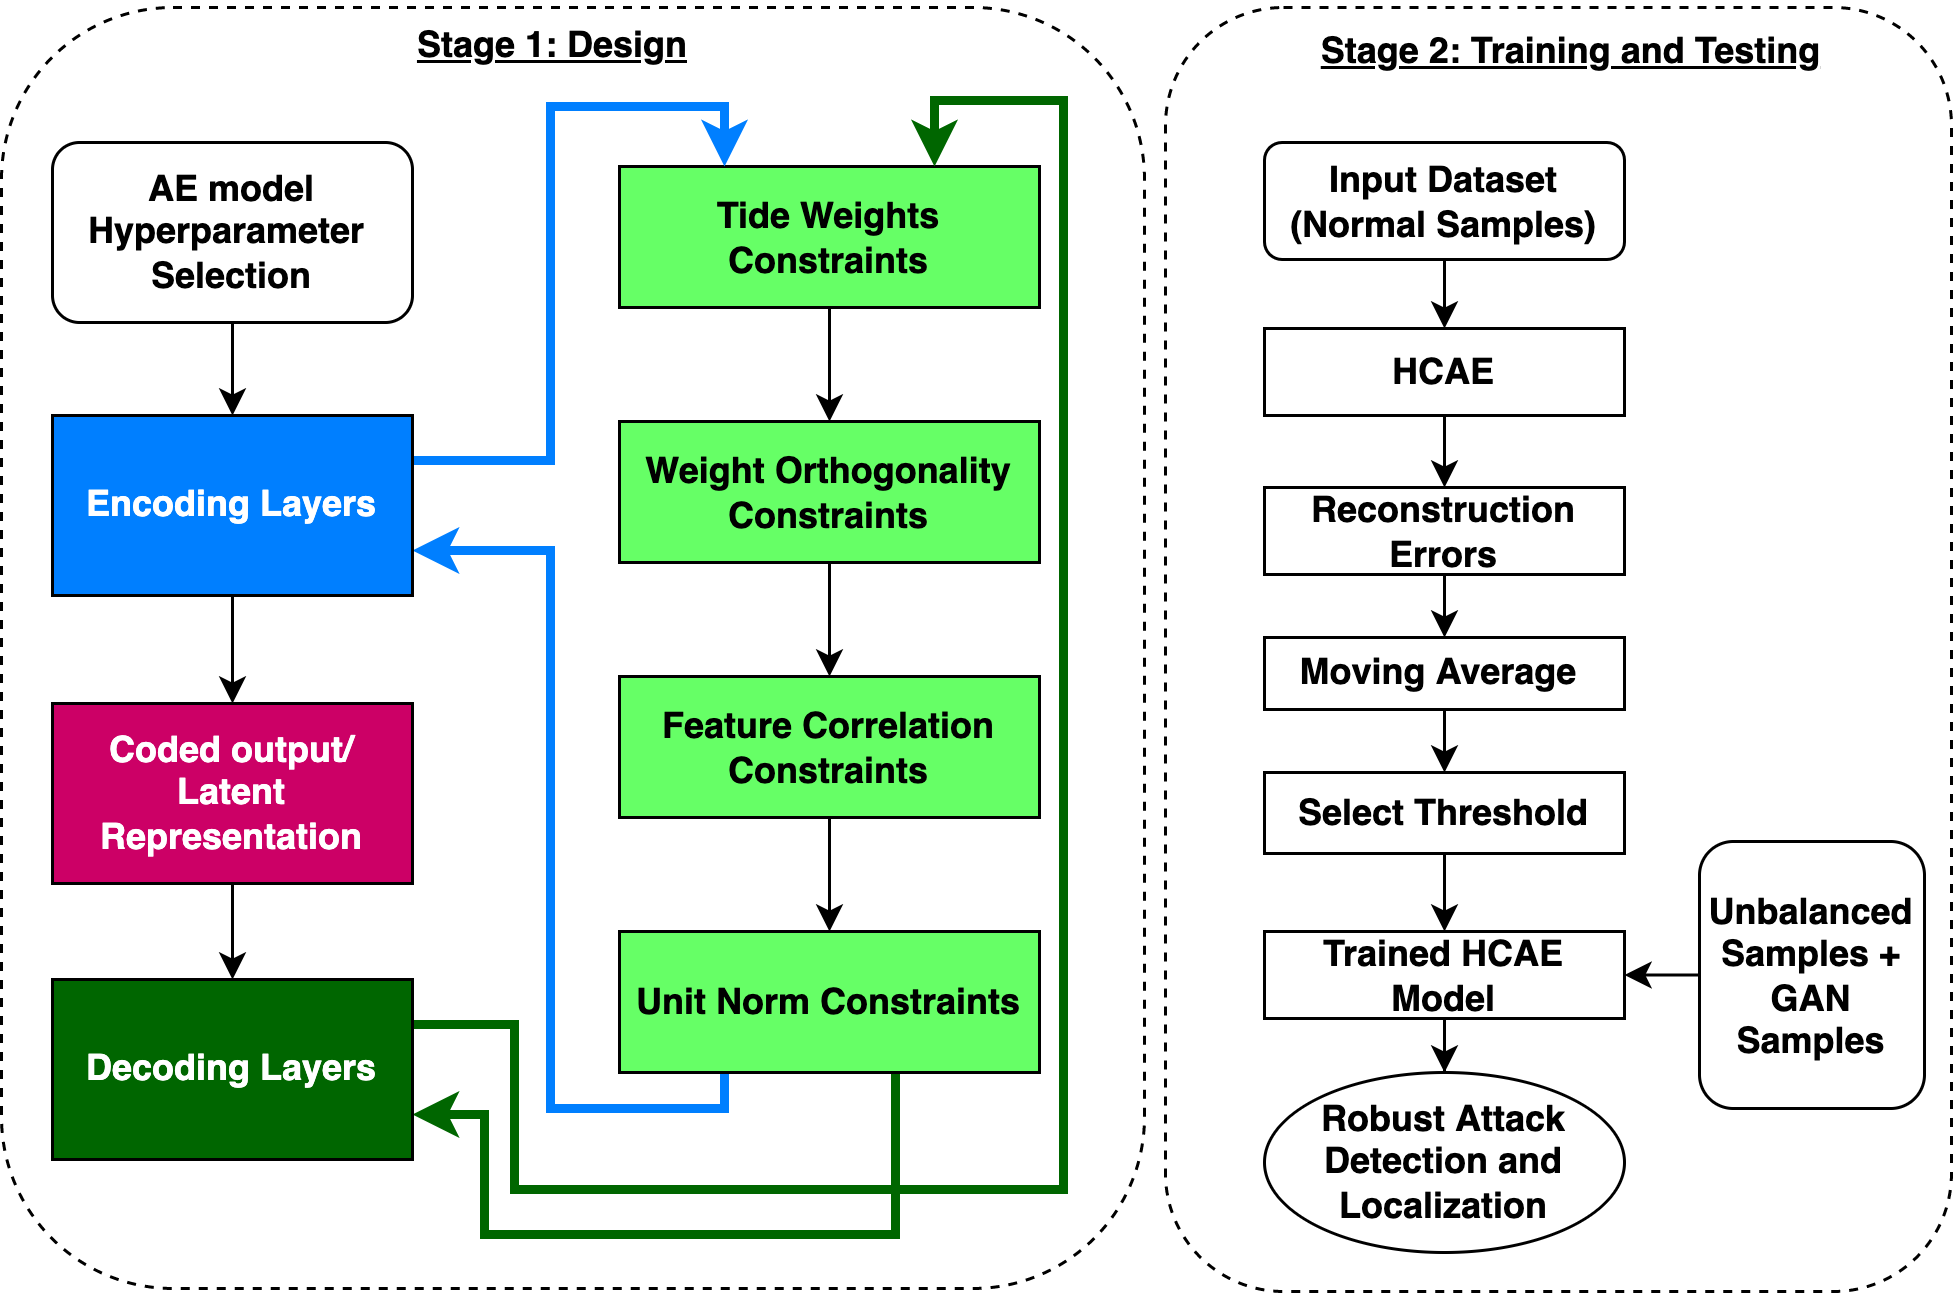 Stage 1: Design
AE model
Hyperparameter
Selection
Encoding Layers
Coded output/
Latent
Representation
Decoding Layers
Tide Weights
Constraints
Weight Orthogonality
Constraints
Feature Correlation
Constraints
Unit Norm Constraints
Stage 2: Training and Testing
Input Dataset
(Normal Samples)
HCAE
Reconstruction
Errors
Moving Average
Select Threshold
Trained HCAE
Model
Unbalanced
Samples +
GAN
Samples
Robust Attack
Detection and
Localization